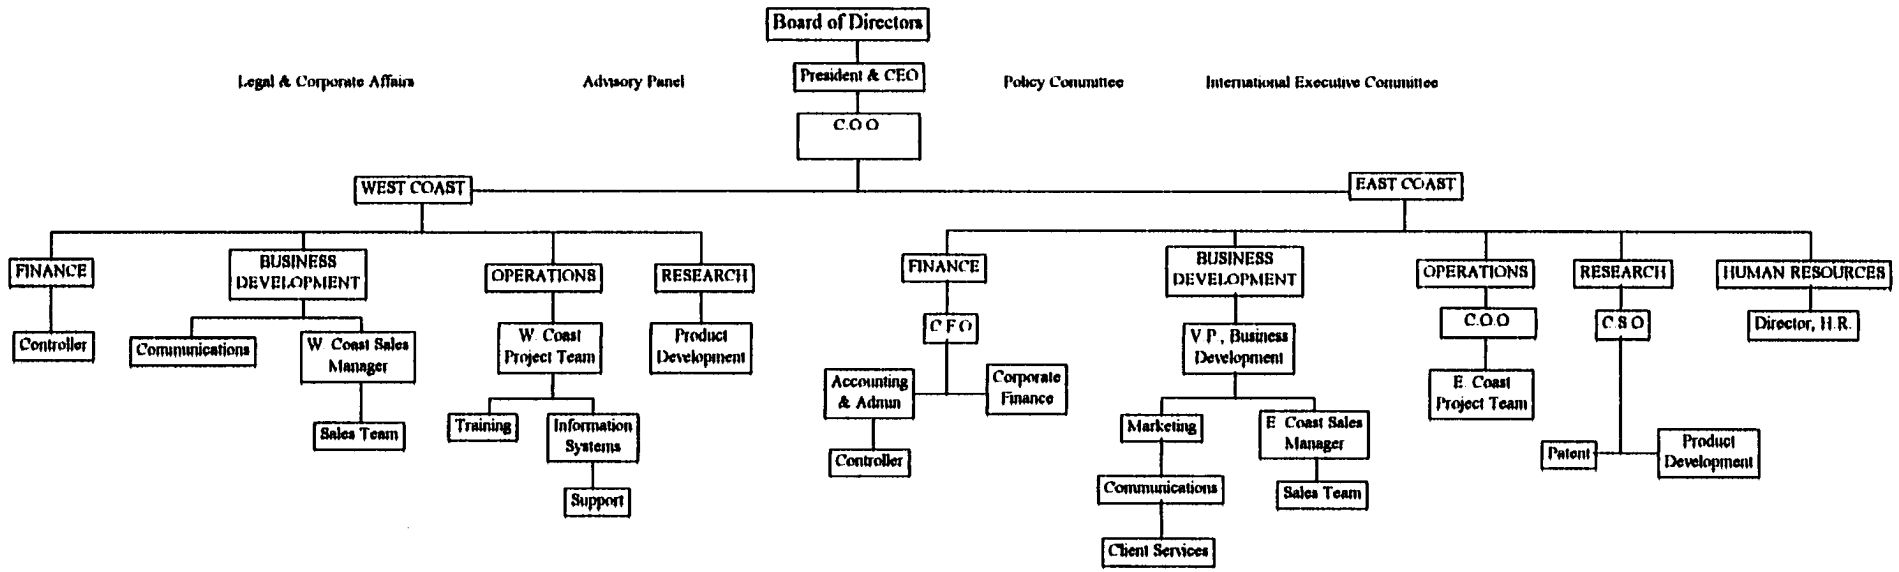 Board of Directors
Legal & Corporate Affairs
Advisory Panel
President & CEO
Policy Committee
International Executive Committee
C.O.O
WEST COAST
EAST COAST
FINANCE
BUSINESS
DEVELOPMENT
OPERATIONS
RESEARCH
Controller
Communications
W. Coast Sales
Manager
Sales Team
W. Coast
Project Team
Training
Information
Systems
Support
Product
Development
FINANCE
BUSINESS
DEVELOPMENT
OPERATIONS
RESEARCH
HUMAN RESOURCES
C.F.O
Accounting
& Admin
Corporate
Finance
Controller
V.P., Business
Development
Marketing
E. Coast Sales
Manager
Communications
Sales Team
Client Services
C.O.O
E. Coast
Project Team
C.S.O
Patent
Product
Development
Director, H.R.